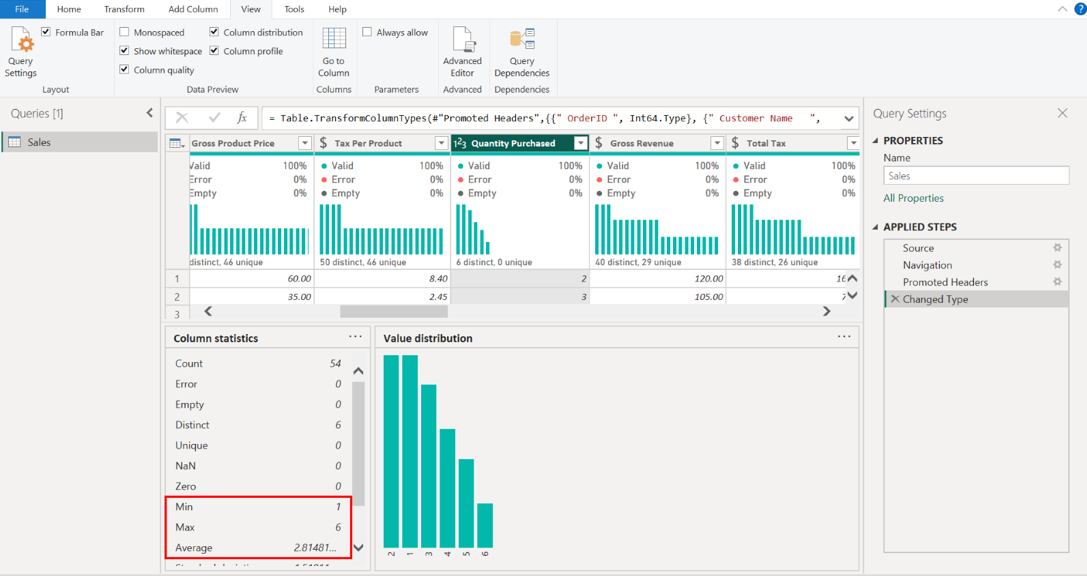 File Home Transform Add Column View Tools Help
Query Settings
Formula Bar
Monospaced
Show whitespace
Column quality
Column distribution
Column profile
Go to Column
Always allow
Advanced Editor
Query Dependencies
Layout Data Preview Columns Parameters Advanced Dependencies
Queries [1]
Sales
fx = Table.TransformColumnTypes(#"Promoted Headers",{{" OrderID ", Int64.Type}, {" Customer Name   ",
Gross Product Price $ Tax Per Product 123 Quantity Purchased $ Gross Revenue $ Total Tax
Valid 100% Valid 100% Valid 100% Valid 100% Valid 100%
Error 0% Error 0% Error 0% Error 0% Error 0%
Empty 0% Empty 0% Empty 0% Empty 0% Empty 0%
distinct, 46 unique 50 distinct, 46 unique 6 distinct, 0 unique 40 distinct, 29 unique 38 distinct, 26 unique
1 60.00 8.40 2 120.00
2 35.00 2.45 3 105.00
3
Column statistics
Count 54
Error 0
Empty 0
Distinct 6
Unique 0
NaN 0
Zero 0
Min 1
Max 6
Average 2.81481...
Value distribution
2 1 3 4 5 6
Query Settings
PROPERTIES
Name
Sales
All Properties
APPLIED STEPS
Source
Navigation
Promoted Headers
Changed Type